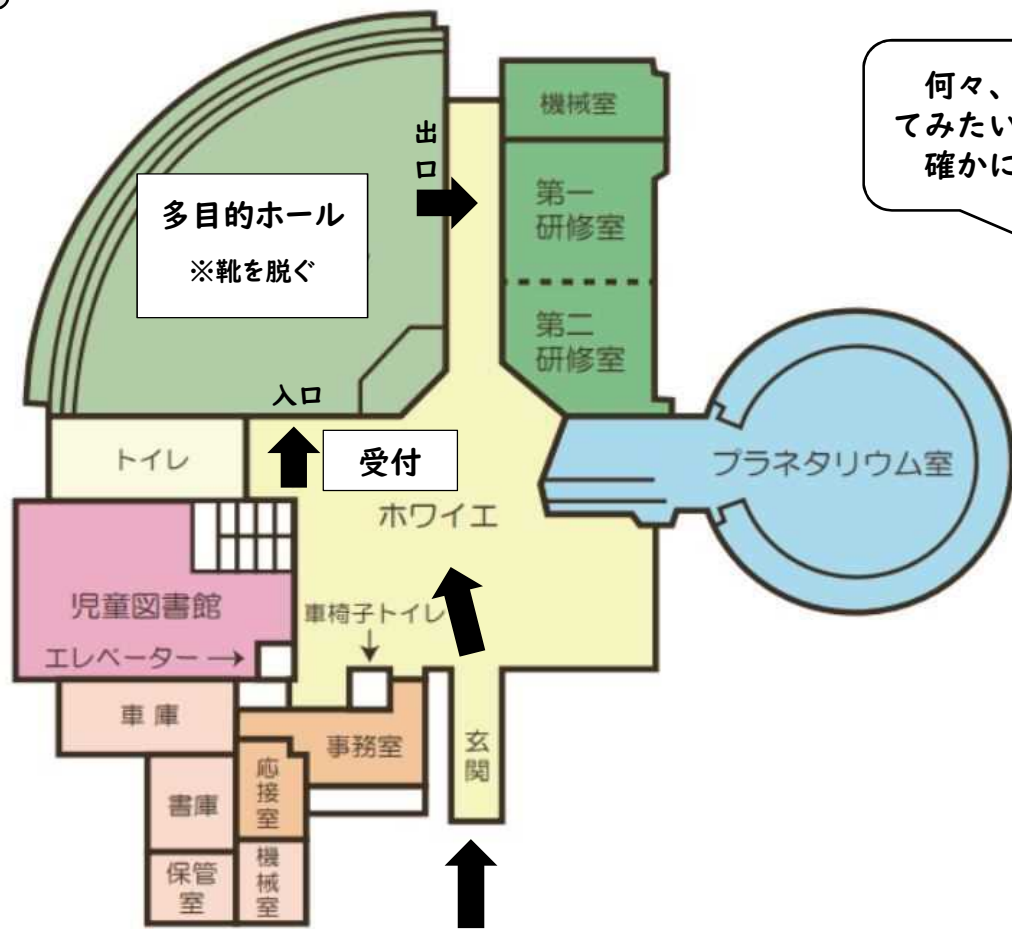 何々、
てみたい
確かに
機械室
出口
第一
研修室
多目的ホール
※靴を脱ぐ
第二
研修室
入口
トイレ
受付
プラネタリウム室
ホワイエ
児童図書館
車椅子トイレ
エレベーター→
車庫
事務室
玄関
応接室
書庫
保管室
機械室